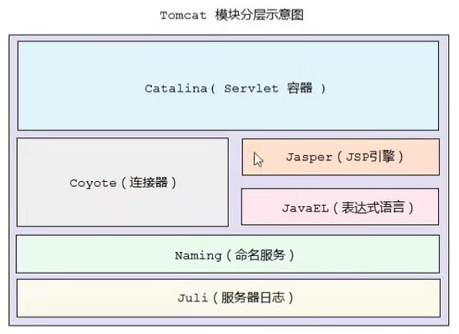 Tomcat 模块分层示意图
Catalina( Servlet 容器 )
Coyote（连接器）
Jasper（JSP引擎）
JavaEL（表达式语言）
Naming（命名服务）
Juli（服务器日志）